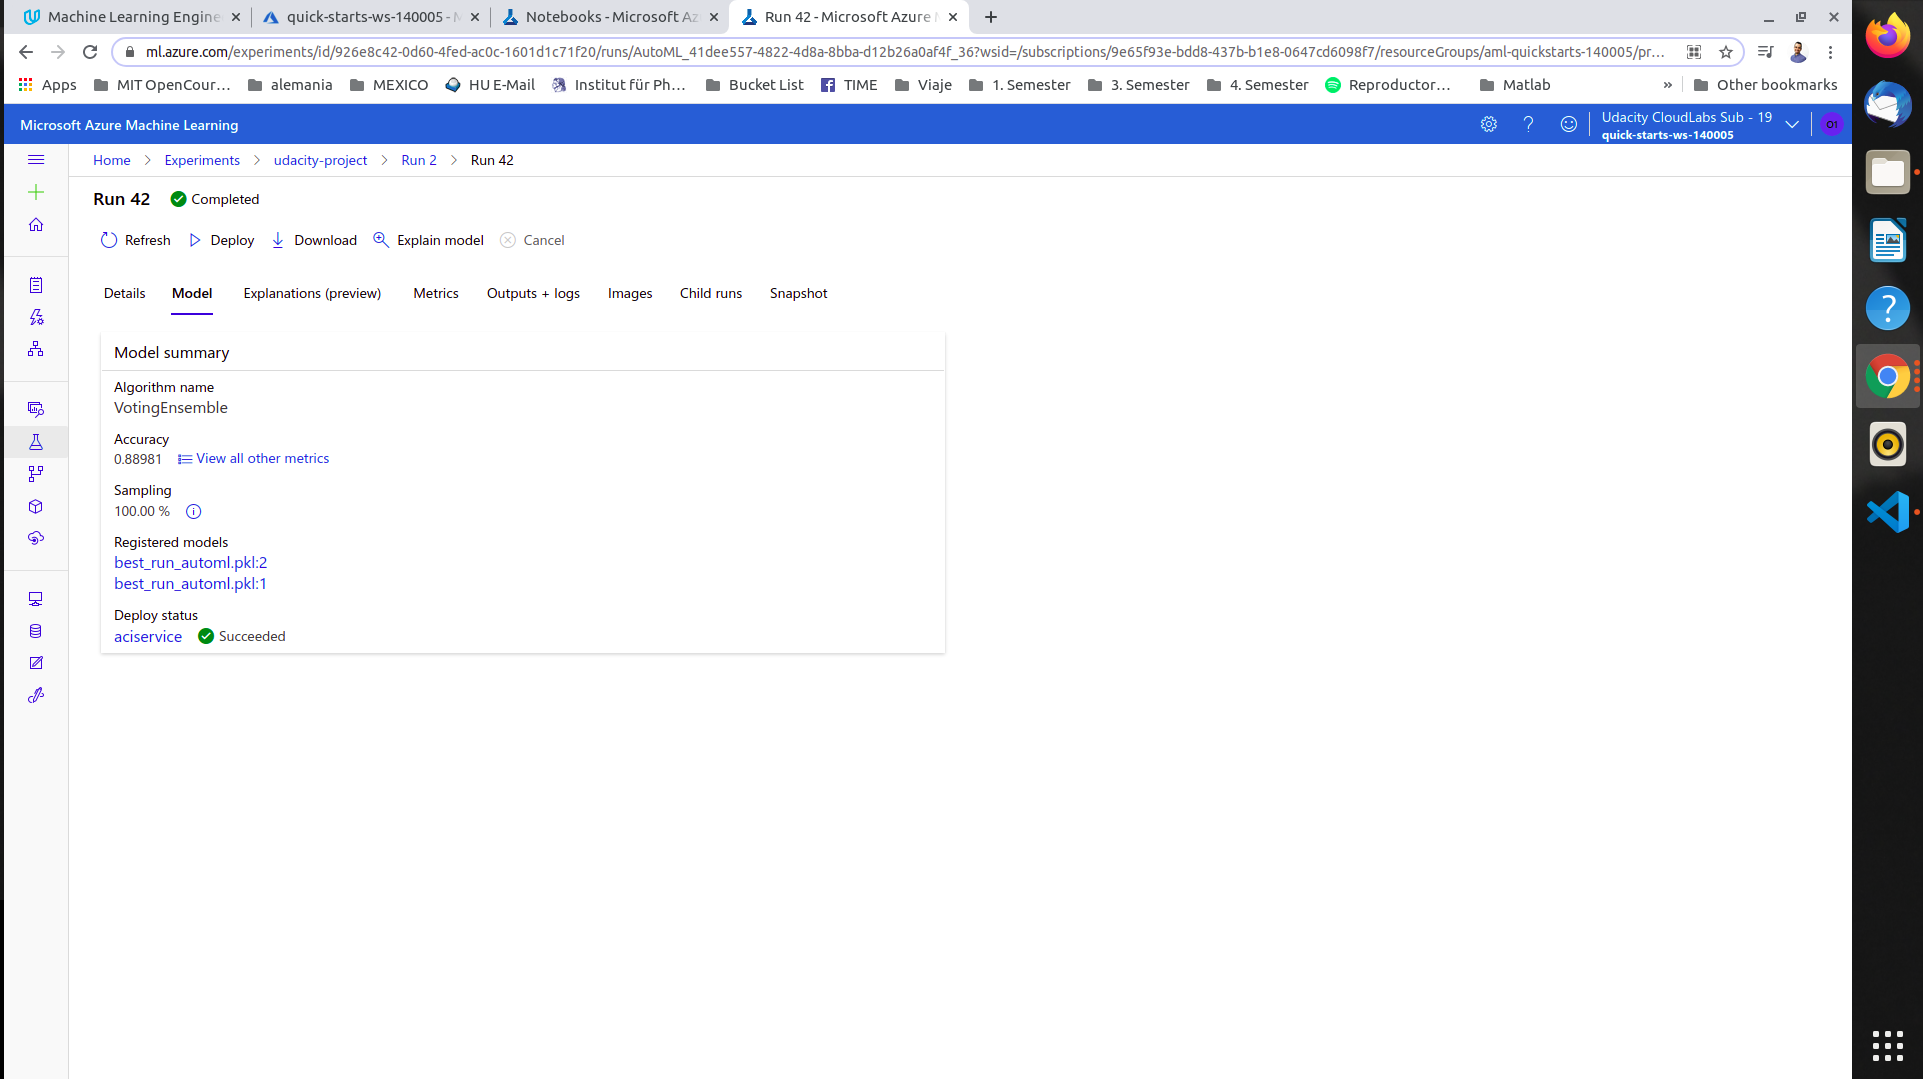 Machine Learning Engine
quick-starts-ws-140005 - M
Notebooks - Microsoft Az
Run 42 - Microsoft Azure M
ml.azure.com/experiments/id/926e8c42-0d60-4fed-ac0c-1601d1c71f20/runs/AutoML_41dee557-4822-4d8a-8bba-d12b26a0af4f_36?wsid=/subscriptions/9e65f93e-bdd8-437b-b1e8-0647cd6098f7/resourceGroups/aml-quickstarts-140005/pr...
Apps MIT OpenCour... alemania MEXICO HU E-Mail Institut für Ph... Bucket List TIME Viaje 1. Semester 3. Semester 4. Semester Reproductor... Matlab » Other bookmarks
Microsoft Azure Machine Learning
Udacity CloudLabs Sub - 19
quick-starts-ws-140005
O1
Home > Experiments > udacity-project > Run 2 > Run 42
Run 42 Completed
Refresh Deploy Download Explain model Cancel
Details Model Explanations (preview) Metrics Outputs + logs Images Child runs Snapshot
Model summary
Algorithm name
VotingEnsemble
Accuracy
0.88981 View all other metrics
Sampling
100.00 %
Registered models
best_run_automl.pkl:2
best_run_automl.pkl:1
Deploy status
aciservice Succeeded